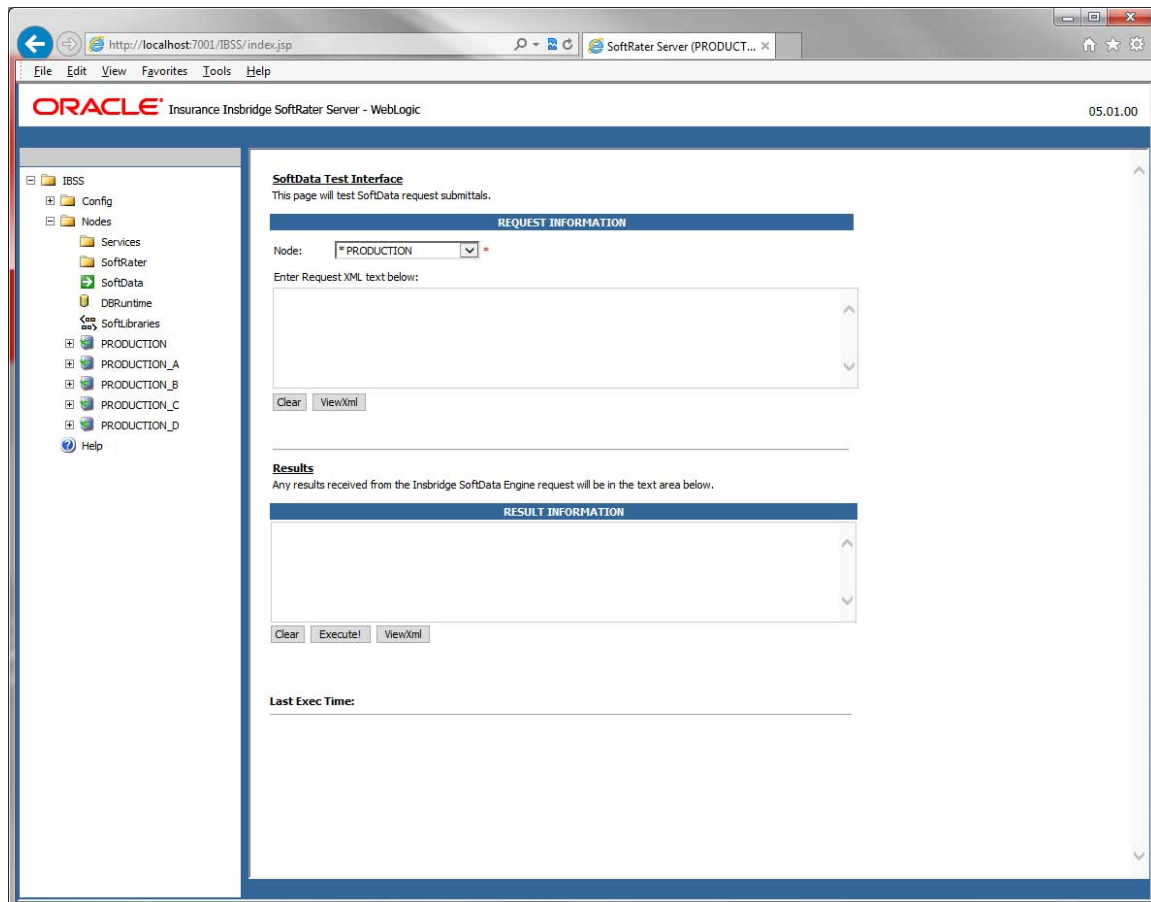 http://localhost:7001/IBSS/index.jsp
SoftRater Server (PRODUCT...
File Edit View Favorites Tools Help
ORACLE Insurance Insbridge SoftRater Server - WebLogic
05.01.00
IBSS
Config
Nodes
Services
SoftRater
SoftData
DBRuntime
SoftLibraries
PRODUCTION
PRODUCTION_A
PRODUCTION_B
PRODUCTION_C
PRODUCTION_D
Help
SoftData Test Interface
This page will test SoftData request submittals.
REQUEST INFORMATION
Node: * PRODUCTION *
Enter Request XML text below:
Clear ViewXml
Results
Any results received from the Insbridge SoftData Engine request will be in the text area below.
RESULT INFORMATION
Clear Execute! ViewXml
Last Exec Time: